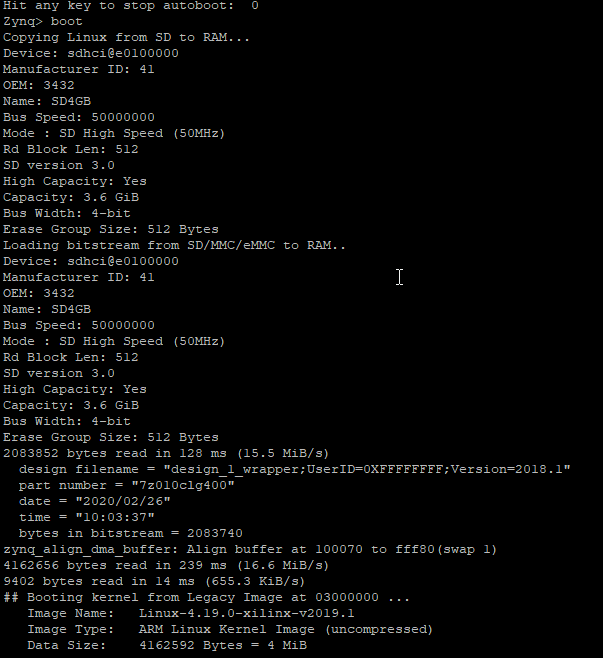 Hit any key to stop autoboot:  0
Zynq> boot
Copying Linux from SD to RAM...
Device: sdhci@e0100000
Manufacturer ID: 41
OEM: 3432
Name: SD4GB
Bus Speed: 50000000
Mode : SD High Speed (50MHz)
Rd Block Len: 512
SD version 3.0
High Capacity: Yes
Capacity: 3.6 GiB
Bus Width: 4-bit
Erase Group Size: 512 Bytes
Loading bitstream from SD/MMC/eMMC to RAM..
Device: sdhci@e0100000
Manufacturer ID: 41
OEM: 3432
Name: SD4GB
Bus Speed: 50000000
Mode : SD High Speed (50MHz)
Rd Block Len: 512
SD version 3.0
High Capacity: Yes
Capacity: 3.6 GiB
Bus Width: 4-bit
Erase Group Size: 512 Bytes
2083852 bytes read in 128 ms (15.5 MiB/s)
  design filename = "design_1_wrapper;UserID=0XFFFFFFFF;Version=2018.1"
  part number = "7z010clg400"
  date = "2020/02/26"
  time = "10:03:37"
  bytes in bitstream = 2083740
zynq_align_dma_buffer: Align buffer at 100070 to fff80(swap 1)
4162656 bytes read in 239 ms (16.6 MiB/s)
9402 bytes read in 14 ms (655.3 KiB/s)
## Booting kernel from Legacy Image at 03000000 ...
   Image Name:   Linux-4.19.0-xilinx-v2019.1
   Image Type:   ARM Linux Kernel Image (uncompressed)
   Data Size:    4162592 Bytes = 4 MiB